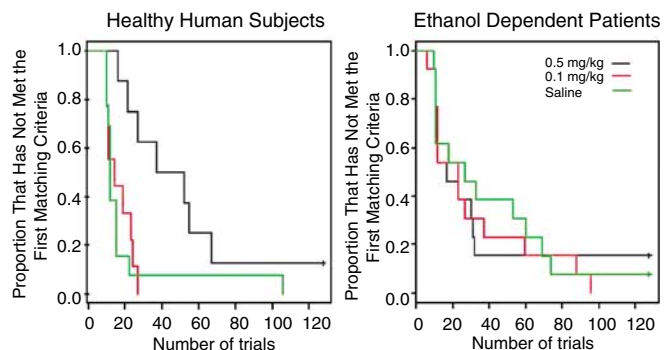 Healthy Human Subjects
Proportion That Has Not Met the
First Matching Criteria
1.0
0.8
0.6
0.4
0.2
0.0
0 20 40 60 80 100 120
Number of trials
Ethanol Dependent Patients
0.5 mg/kg
0.1 mg/kg
Saline
Proportion That Has Not Met the
First Matching Criteria
1.0
0.8
0.6
0.4
0.2
0.0
0 20 40 60 80 100 120
Number of trials